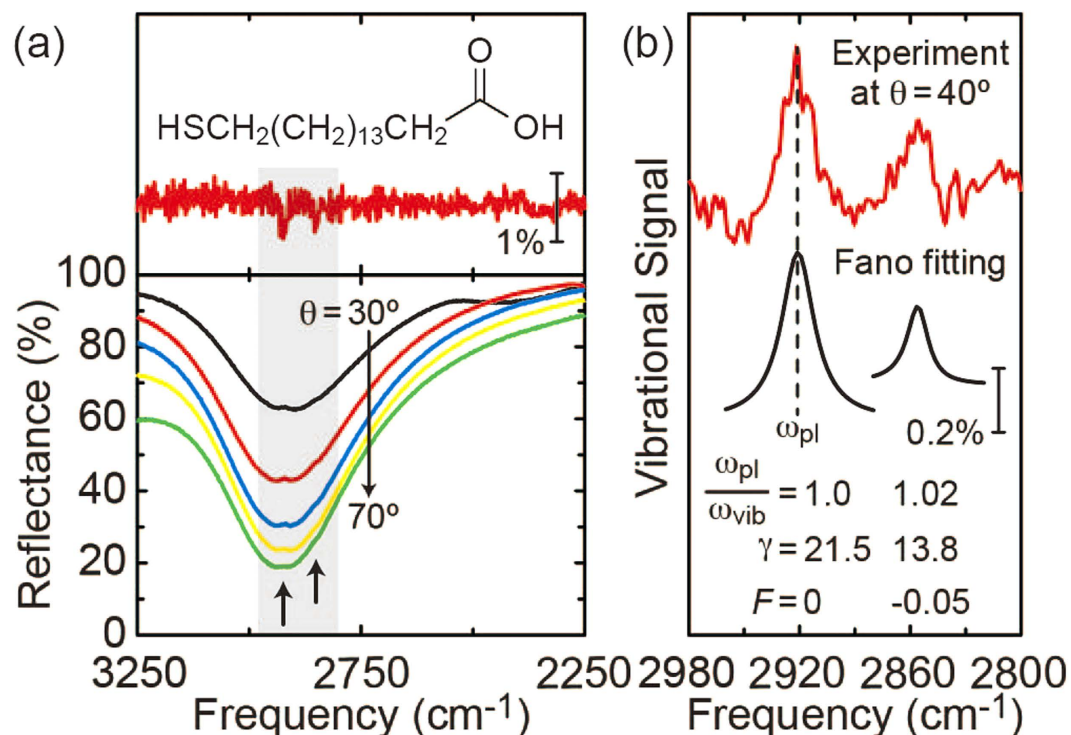 (a)
O
HSCH2(CH2)13CH2 OH
1%
100
80
60
40
20
0
Reflectance (%)
θ = 30º
70º
3250 2750 2250
Frequency (cm-1)
(b)
Experiment
at θ = 40º
Vibrational Signal
Fano fitting
ωpl
0.2%
ωpl
ωvib
= 1.0 1.02
γ = 21.5 13.8
F = 0 -0.05
2980 2920 2860 2800
Frequency (cm-1)